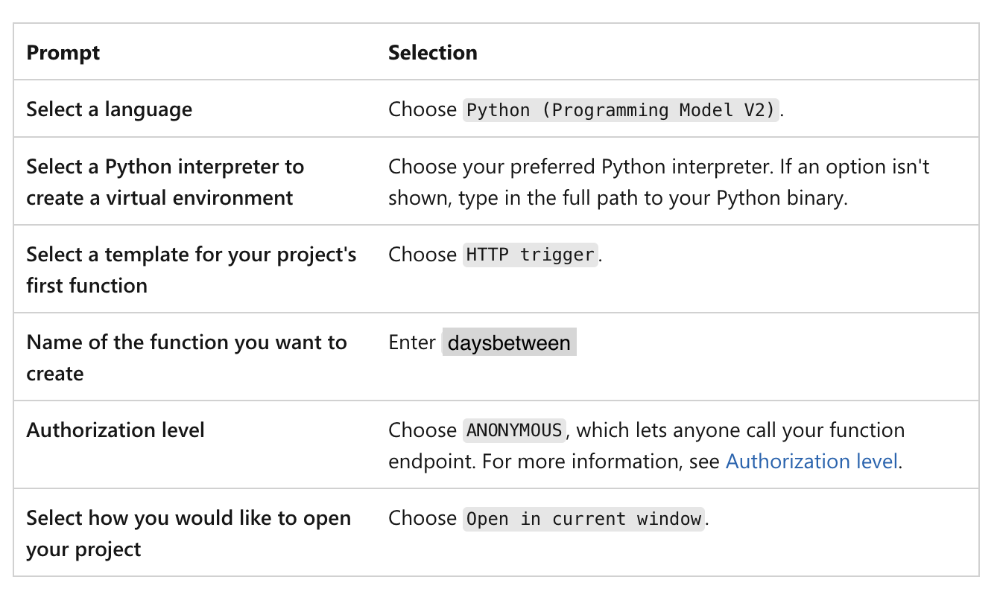 Prompt Selection
Select a language Choose Python (Programming Model V2).
Select a Python interpreter to Choose your preferred Python interpreter. If an option isn't
create a virtual environment shown, type in the full path to your Python binary.
Select a template for your project's Choose HTTP trigger.
first function
Name of the function you want to Enter daysbetween
create
Authorization level Choose ANONYMOUS, which lets anyone call your function
endpoint. For more information, see Authorization level.
Select how you would like to open Choose Open in current window.
your project